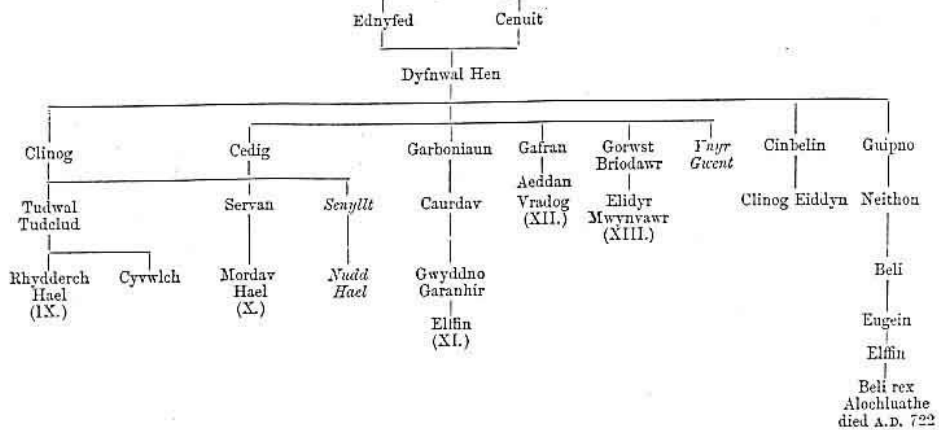 Ednyfed Cenuit
Dyfnwal Hen
Clinog Cedig Garboniaun Gafran Gorwst Briodawr Ynyr Gwent Cinbelin Guipno
Tudwal Tudclud Servan Senyllt Caurdav Aeddan Vradog (XII.) Elidyr Mwynvawr (XIII.) Clinog Eiddyn Neithon
Rhydderch Hael (IX.) Cyvwlch Mordav Hael (X.) Nudd Hael Gwyddno Garanhir Beli
Elffin (XI.) Eugein
Elffin
Beli rex
Alochluathe
died A.D. 722